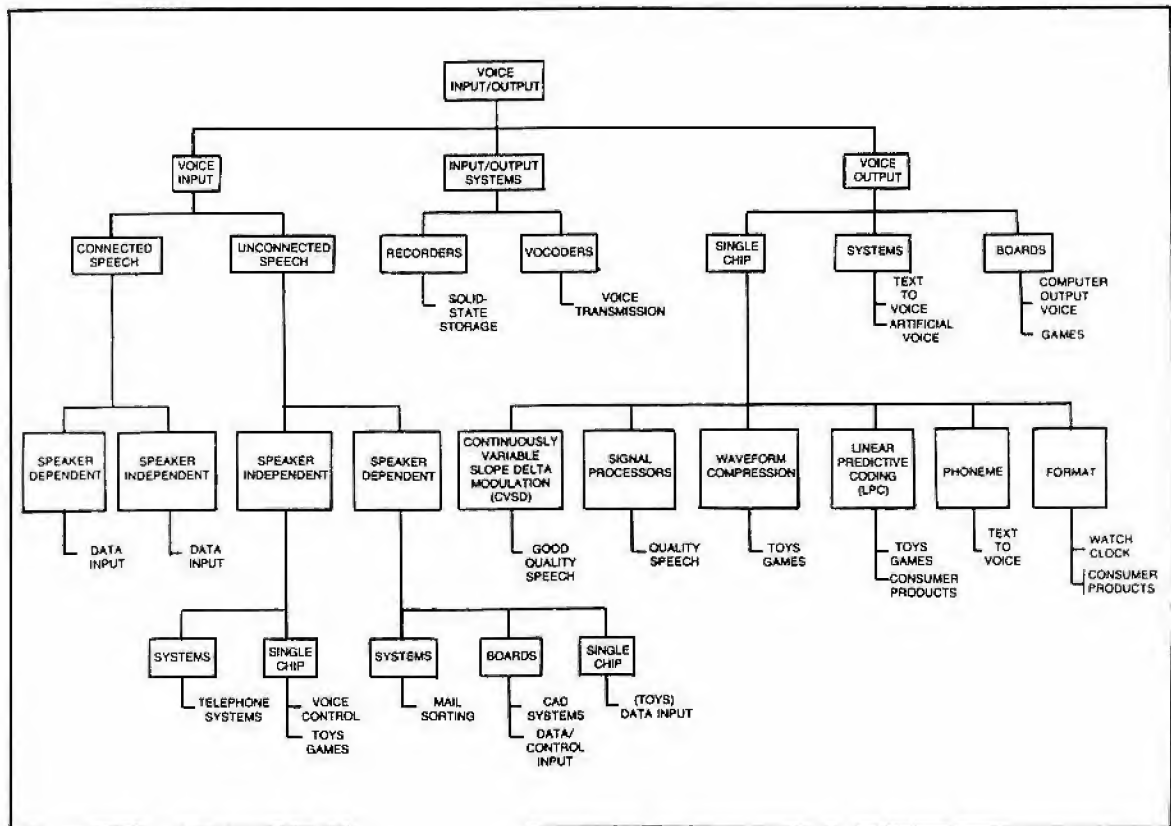 VOICE
INPUT/OUTPUT
VOICE
INPUT
INPUT/OUTPUT
SYSTEMS
VOICE
OUTPUT
CONNECTED
SPEECH
UNCONNECTED
SPEECH
RECORDERS
VOCODERS
SINGLE
CHIP
SYSTEMS
BOARDS
SOLID-
STATE
STORAGE
VOICE
TRANSMISSION
TEXT
TO
VOICE
ARTIFICIAL
VOICE
COMPUTER
OUTPUT
VOICE
GAMES
SPEAKER
DEPENDENT
SPEAKER
INDEPENDENT
SPEAKER
INDEPENDENT
SPEAKER
DEPENDENT
CONTINUOUSLY
VARIABLE
SLOPE DELTA
MODULATION
(CVSD)
SIGNAL
PROCESSORS
WAVEFORM
COMPRESSION
LINEAR
PREDICTIVE
CODING
(LPC)
PHONEME
FORMAT
DATA
INPUT
DATA
INPUT
GOOD
QUALITY
SPEECH
QUALITY
SPEECH
TOYS
GAMES
TOYS
GAMES
CONSUMER
PRODUCTS
TEXT
TO
VOICE
WATCH
CLOCK
CONSUMER
PRODUCTS
SYSTEMS
SINGLE
CHIP
SYSTEMS
BOARDS
SINGLE
CHIP
TELEPHONE
SYSTEMS
VOICE
CONTROL
TOYS
GAMES
MAIL
SORTING
CAD
SYSTEMS
DATA/
CONTROL
INPUT
(TOYS)
DATA INPUT